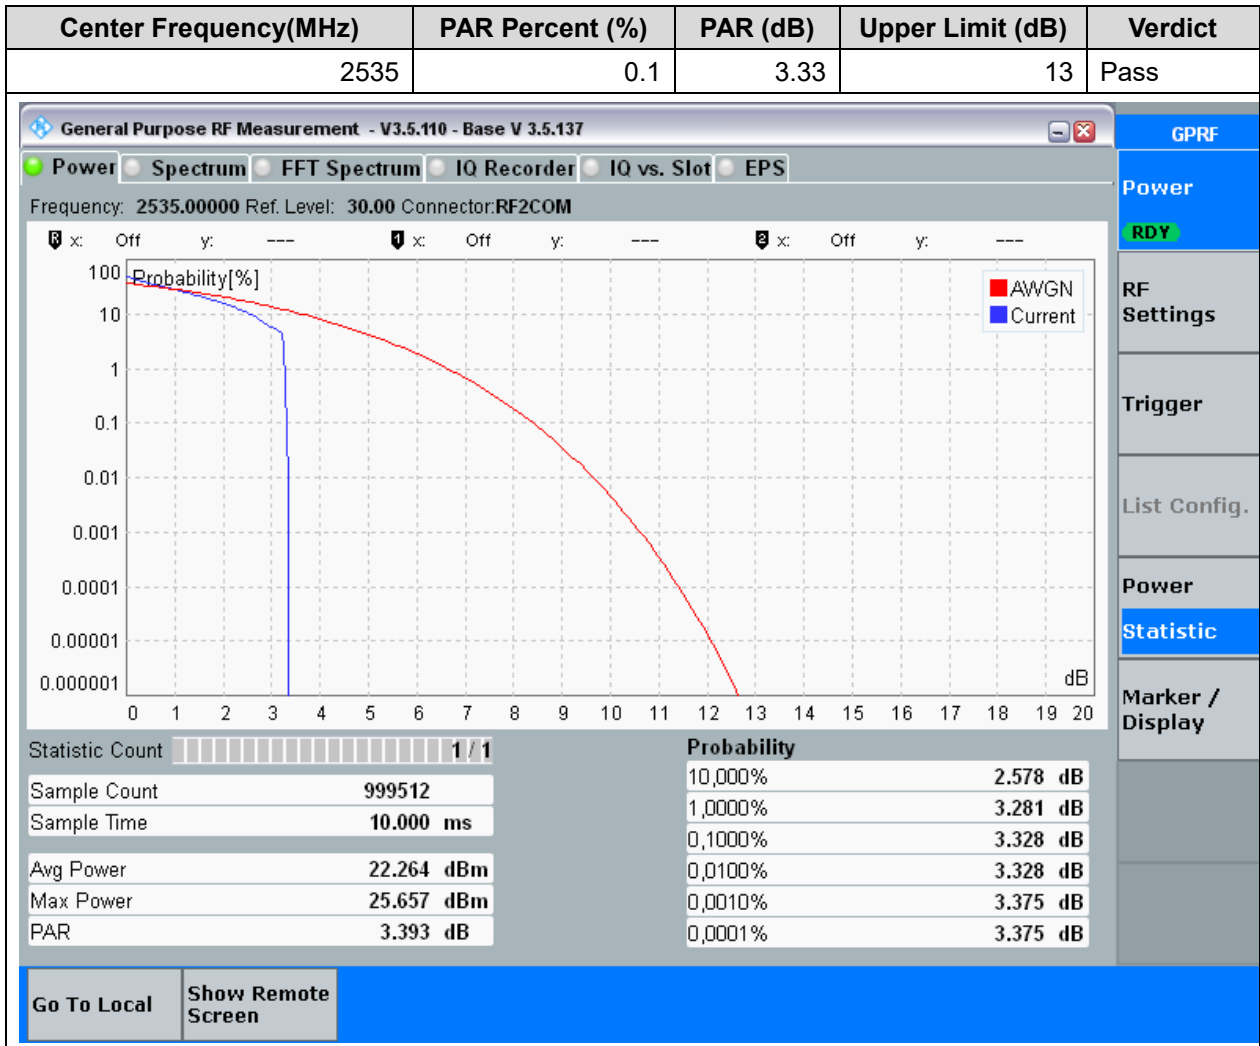 Center Frequency(MHz) PAR Percent (%) PAR (dB) Upper Limit (dB) Verdict
2535 0.1 3.33 13 Pass
General Purpose RF Measurement - V3.5.110 - Base V 3.5.137
GPRF
Power Spectrum FFT Spectrum IQ Recorder IQ vs. Slot EPS
Power
RDY
Frequency: 2535.00000 Ref. Level: 30.00 Connector:RF2COM
R x: Off y: --- 1 x: Off y: --- 2 x: Off y: ---
Probability[%]
AWGN
Current
100
10
1
0.1
0.01
0.001
0.0001
0.00001
0.000001
dB
0 1 2 3 4 5 6 7 8 9 10 11 12 13 14 15 16 17 18 19 20
RF
Settings
Trigger
List Config.
Power
Statistic
Marker /
Display
Statistic Count 1 / 1
Sample Count 999512
Sample Time 10.000 ms
Avg Power 22.264 dBm
Max Power 25.657 dBm
PAR 3.393 dB
Probability
10,000% 2.578 dB
1,0000% 3.281 dB
0,1000% 3.328 dB
0,0100% 3.328 dB
0,0010% 3.375 dB
0,0001% 3.375 dB
Go To Local
Show Remote
Screen